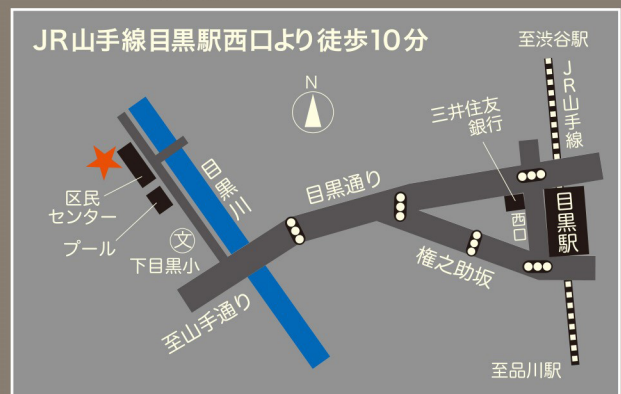 JR山手線目黒駅西口より徒歩10分
至渋谷駅
JR山手線
N
三井住友
銀行
目黒川
目黒通り
区民
センター
プール
文
下目黒小
西口
目黒駅
権之助坂
至山手通り
至品川駅